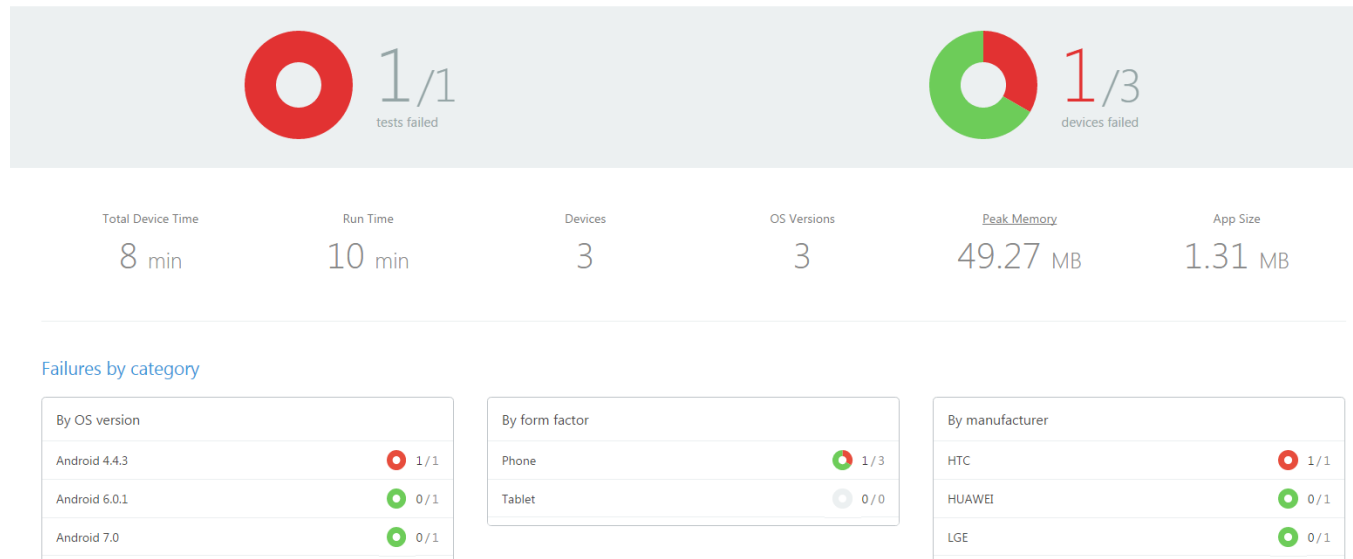 1/1
tests failed
1/3
devices failed
Total Device Time
8 min
Run Time
10 min
Devices
3
OS Versions
3
Peak Memory
49.27 MB
App Size
1.31 MB
Failures by category
By OS version
Android 4.4.3 1/1
Android 6.0.1 0/1
Android 7.0 0/1
By form factor
Phone 1/3
Tablet 0/0
By manufacturer
HTC 1/1
HUAWEI 0/1
LGE 0/1